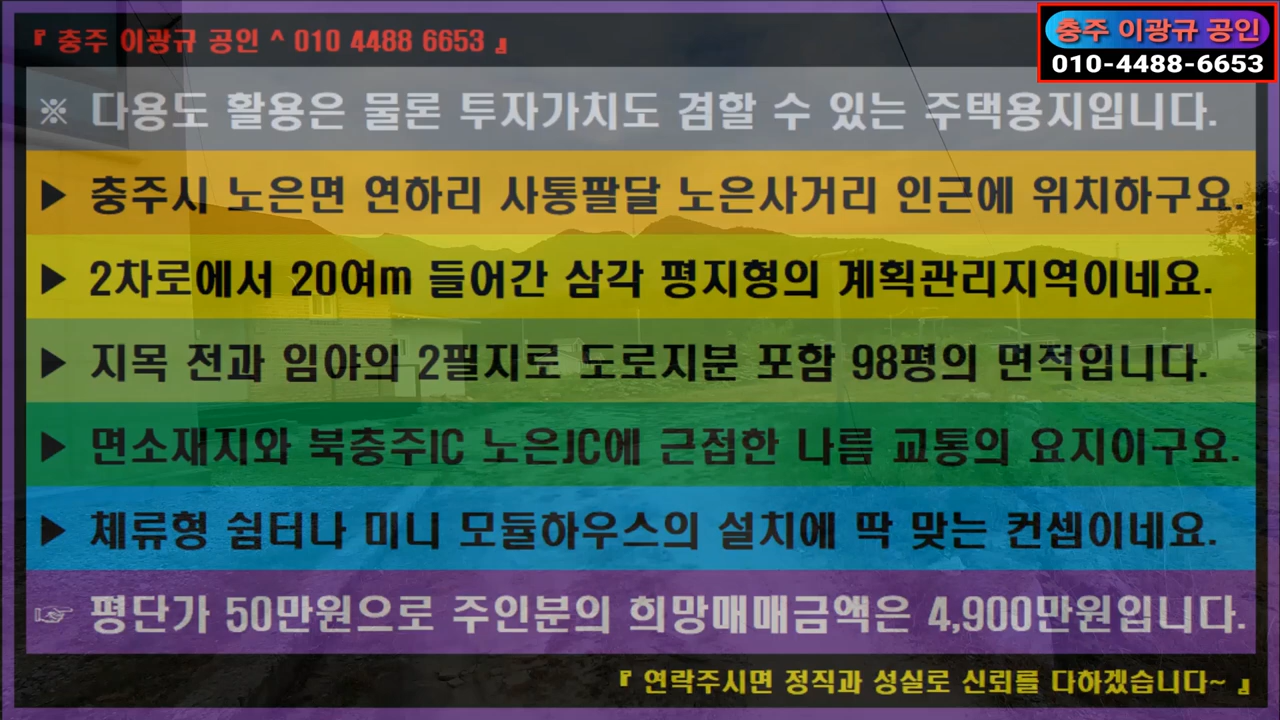 『 충주 이광규 공인 ^ 010 4488 6653 』
충주 이광규 공인
010-4488-6653
※ 다용도 활용은 물론 투자가치도 겸할 수 있는 주택용지입니다.
▶ 충주시 노은면 연하리 사통팔달 노은사거리 인근에 위치하구요.
▶ 2차로에서 20여m 들어간 삼각 평지형의 계획관리지역이네요.
▶ 지목 전과 임야의 2필지로 도로지분 포함 98평의 면적입니다.
▶ 면소재지와 북충주IC 노은JC에 근접한 나름 교통의 요지이구요.
▶ 체류형 쉼터나 미니 모듈하우스의 설치에 딱 맞는 컨셉이네요.
☞ 평단가 50만원으로 주인분의 희망매매금액은 4,900만원입니다.
『 연락주시면 정직과 성실로 신뢰를 다하겠습니다~ 』